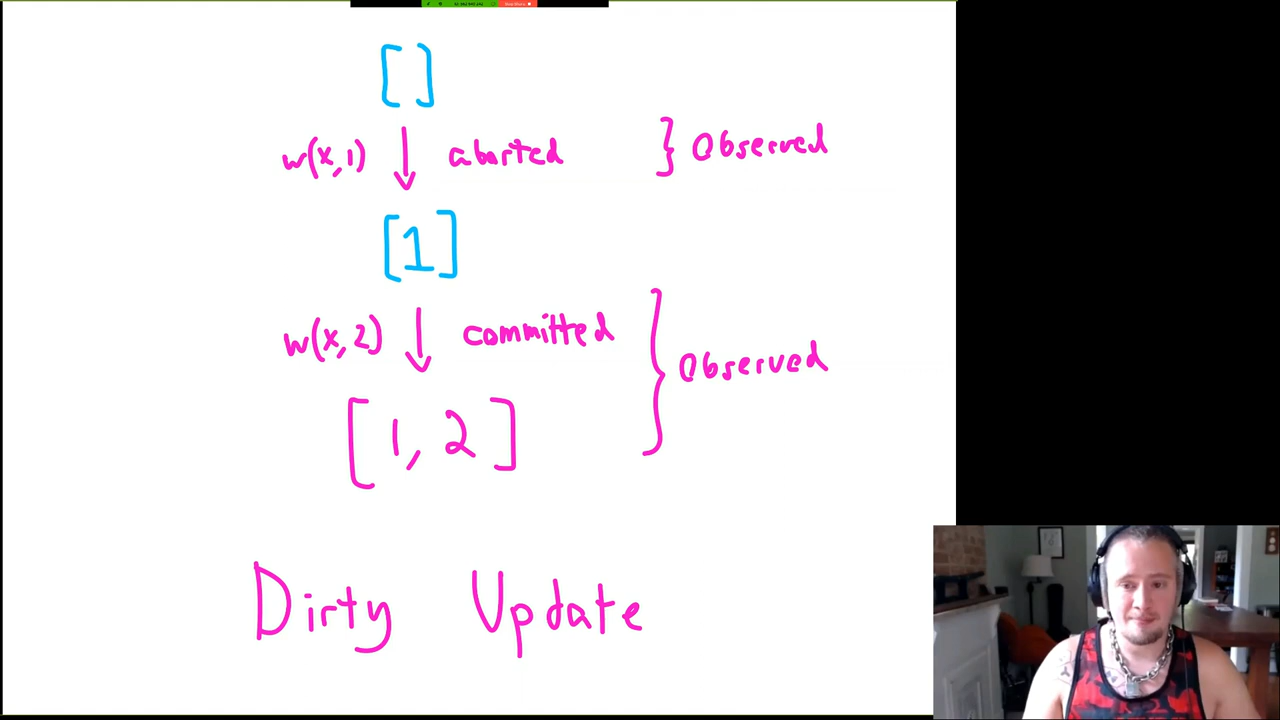 [ ]
w(x,1) ↓ aborted } Observed
[1]
w(x,2) ↓ committed } Observed
[ 1, 2 ]
Dirty Update